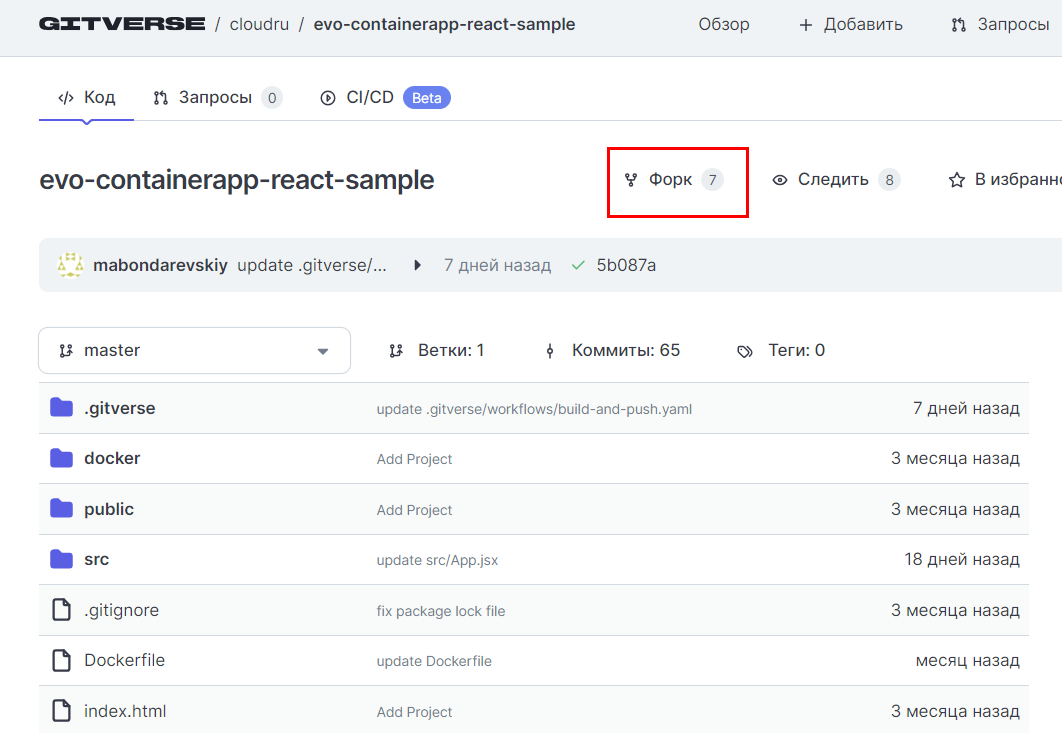 GITVERSE / cloudru / evo-containerapp-react-sample Обзор + Добавить Запросы
Код Запросы 0 CI/CD Beta
evo-containerapp-react-sample Форк 7 Следить 8 В избранно
mabondarevskiy update .gitverse/... 7 дней назад 5b087a
master Ветки: 1 Коммиты: 65 Теги: 0
.gitverse update .gitverse/workflows/build-and-push.yaml 7 дней назад
docker Add Project 3 месяца назад
public Add Project 3 месяца назад
src update src/App.jsx 18 дней назад
.gitignore fix package lock file 3 месяца назад
Dockerfile update Dockerfile месяц назад
index.html Add Project 3 месяца назад